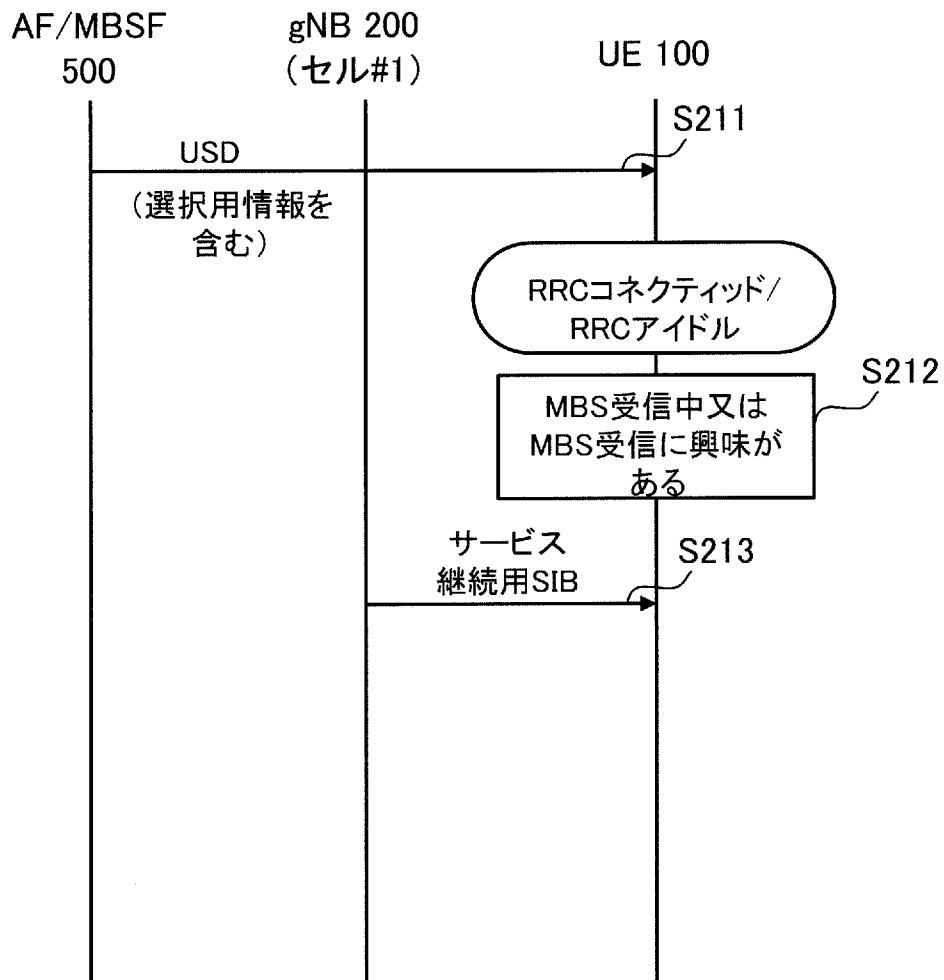 AF/MBSF
500
gNB 200
(セル#1)
UE 100
S211
USD
(選択用情報を
含む)
RRCコネクティッド/
RRCアイドル
S212
MBS受信中又は
MBS受信に興味が
ある
サービス
継続用SIB
S213